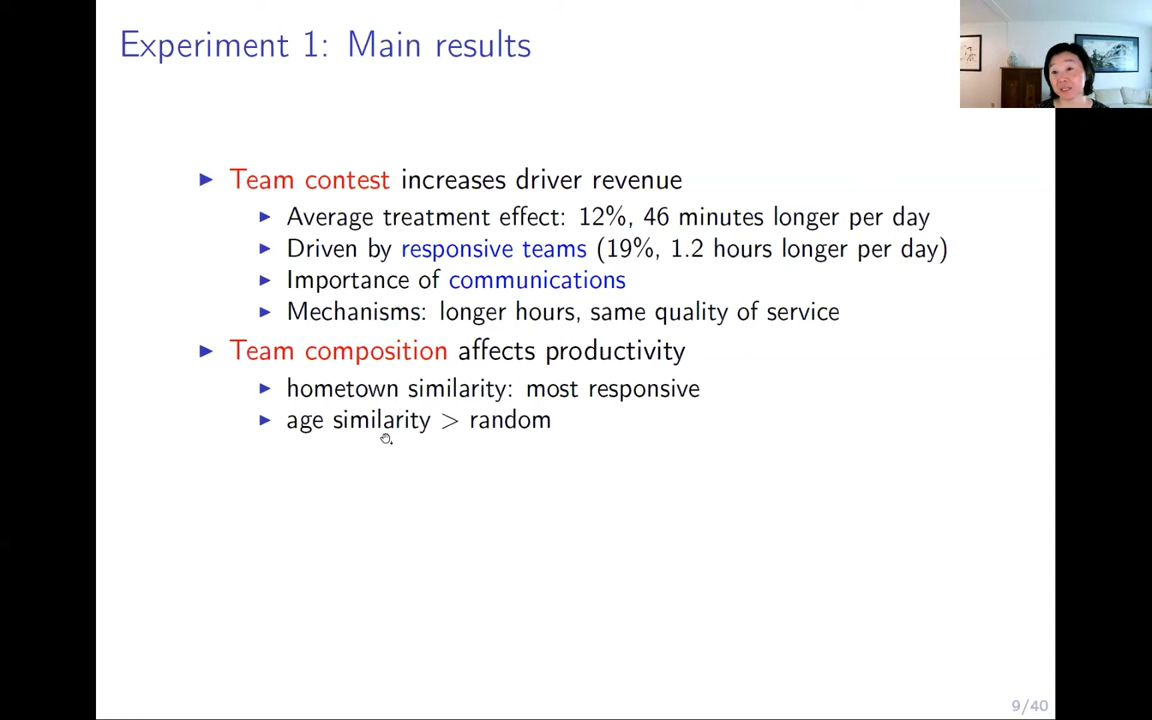 Experiment 1: Main results
▶ Team contest increases driver revenue
▶ Average treatment effect: 12%, 46 minutes longer per day
▶ Driven by responsive teams (19%, 1.2 hours longer per day)
▶ Importance of communications
▶ Mechanisms: longer hours, same quality of service
▶ Team composition affects productivity
▶ hometown similarity: most responsive
▶ age similarity > random
9/40